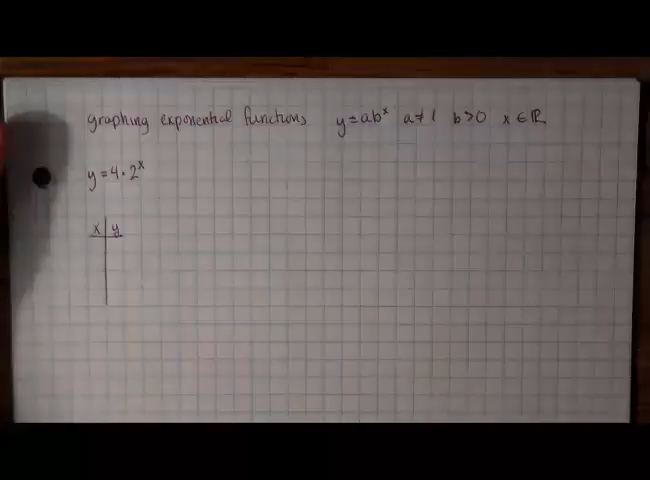 graphing exponential functions y = ab^x a ≠ 1 b > 0 x ∈ ℝ
y = 4 · 2^x
x y